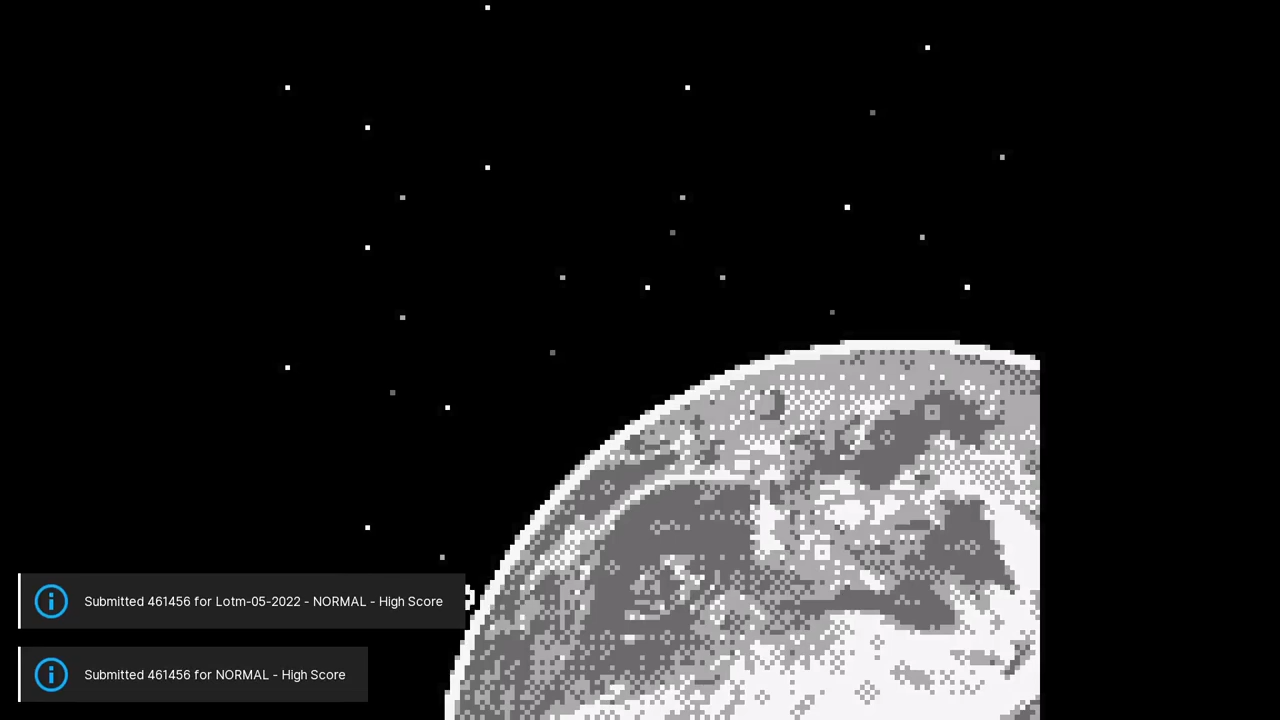 Submitted 461456 for Lotm-05-2022 - NORMAL - High Score
Submitted 461456 for NORMAL - High Score